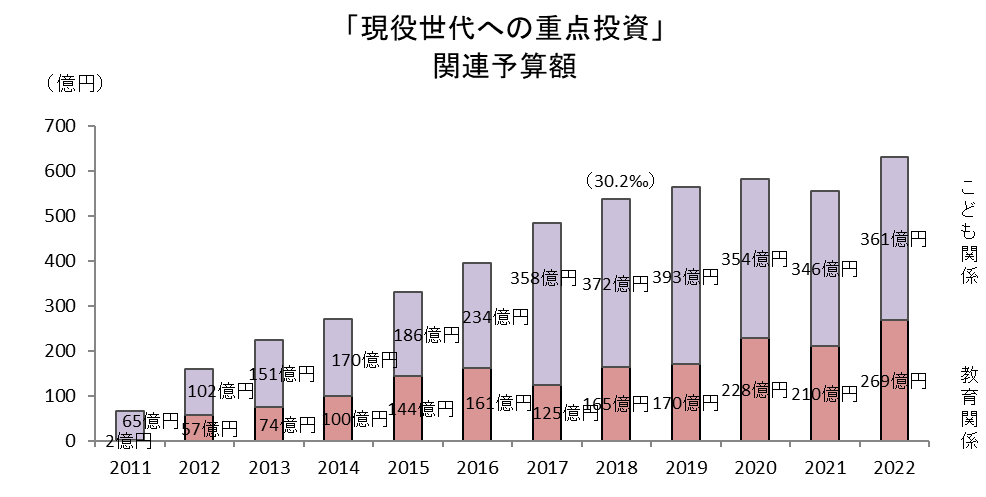 「現役世代への重点投資」
関連予算額
（億円）
700
600
500
400
300
200
100
0
65億円
2億円
102億円
57億円
151億円
74億円
170億円
100億円
186億円
144億円
234億円
161億円
358億円
125億円
（30.2‰）
372億円
165億円
393億円
170億円
354億円
228億円
346億円
210億円
361億円
269億円
こども関係
教育関係
2011 2012 2013 2014 2015 2016 2017 2018 2019 2020 2021 2022